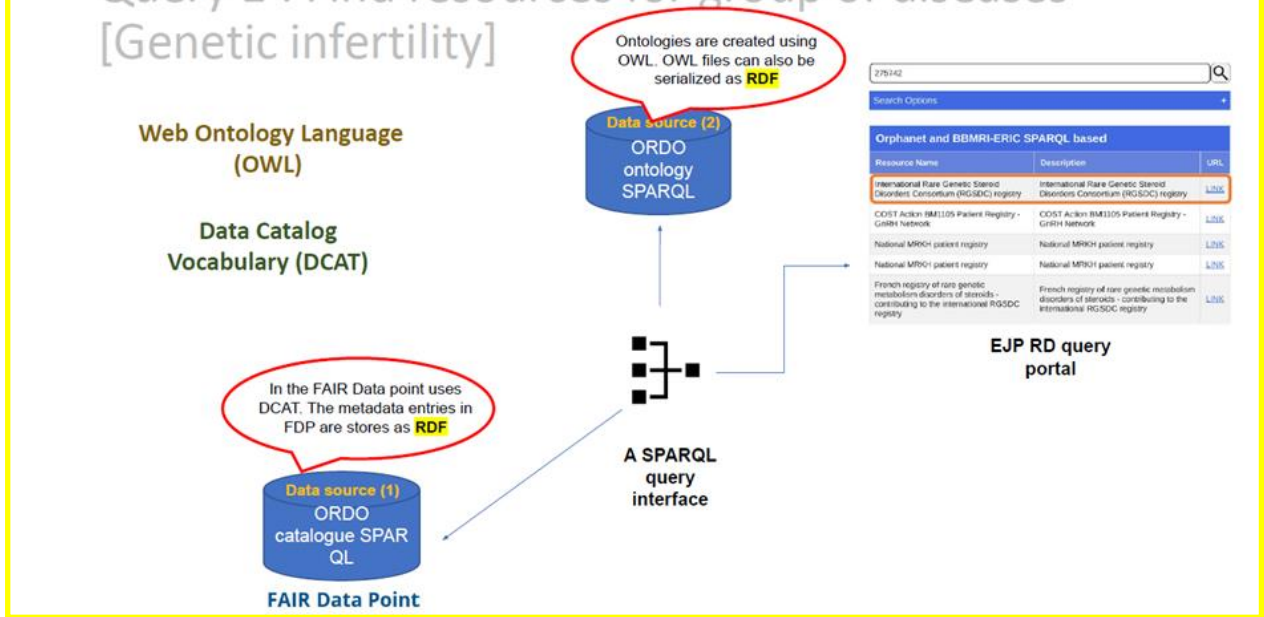 [Genetic infertility]
Ontologies are created using
OWL. OWL files can also be
serialized as RDF
Web Ontology Language
(OWL)
Data source (2)
ORDO
ontology
SPARQL
Data Catalog
Vocabulary (DCAT)
Search Options +
Orphanet and BBMRI-ERIC SPARQL based
Resource Name Description URL
International Rare Genetic Steroid
Disorders Consortium (RGSDC) registry
International Rare Genetic Steroid
Disorders Consortium (RGSDC) registry
LINK
COST Action BM1105 Patient Registry -
GnRH Network
COST Action BM1105 Patient Registry -
GnRH Network
LINK
National MRKH patient registry National MRKH patient registry LINK
National MRKH patient registry National MRKH patient registry LINK
French registry of rare genetic
metabolism disorders of steroids -
contributing to the international RGSDC
registry
French registry of rare genetic metabolism
disorders of steroids - contributing to the
international RGSDC registry
LINK
EJP RD query
portal
In the FAIR Data point uses
DCAT. The metadata entries in
FDP are stores as RDF
A SPARQL
query
interface
Data source (1)
ORDO
catalogue SPAR
QL
FAIR Data Point